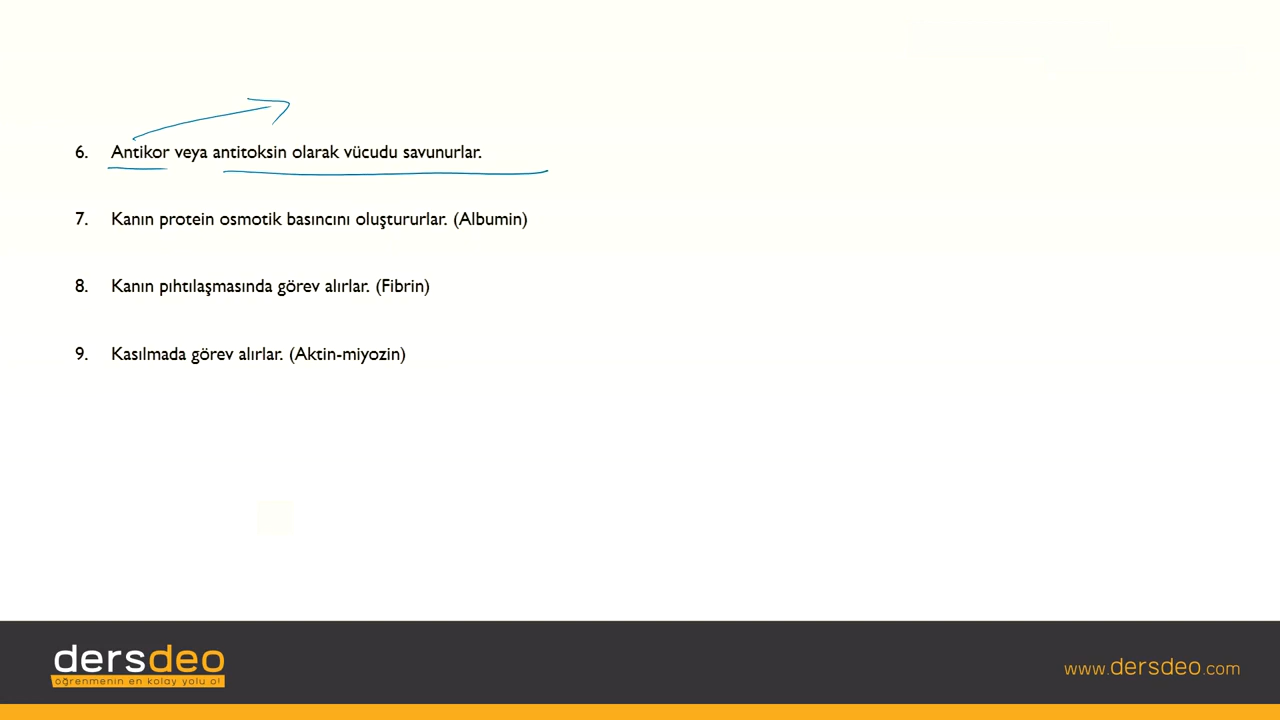 6. Antikor veya antitoksin olarak vücudu savunurlar.
7. Kanın protein osmotik basıncını oluştururlar. (Albumin)
8. Kanın pıhtılaşmasında görev alırlar. (Fibrin)
9. Kasılmada görev alırlar. (Aktin-miyozin)
dersdeo
öğrenmenin en kolay yolu o!
www.dersdeo.com